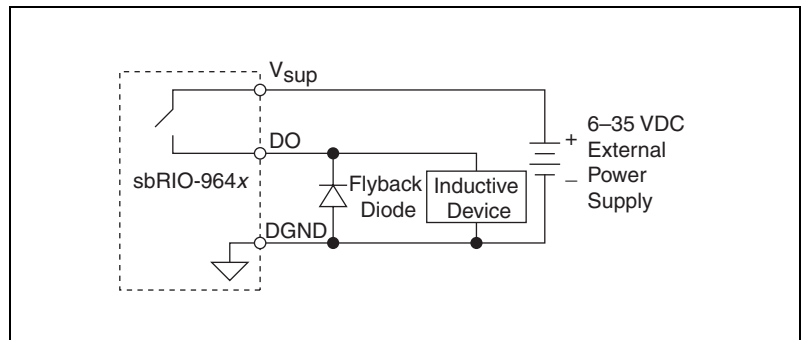 Vsup
DO
sbRIO-964x
DGND
Flyback
Diode
Inductive
Device
+
–
6–35 VDC
External
Power
Supply